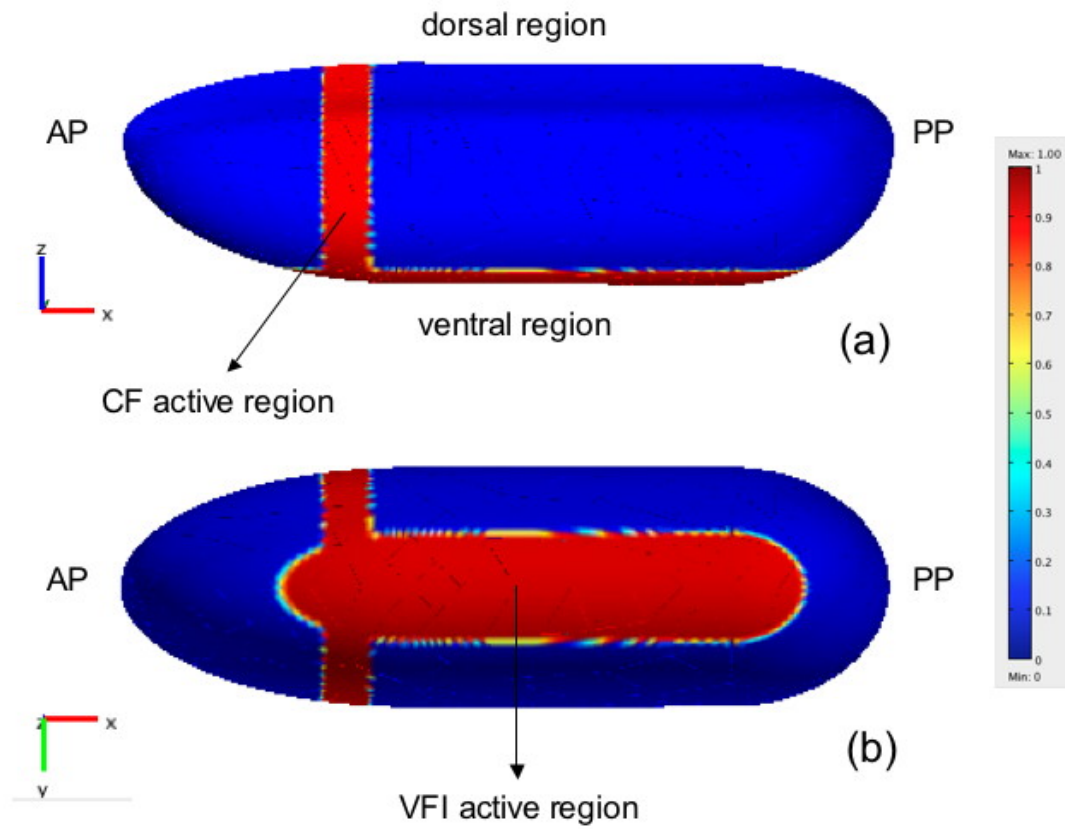 dorsal region
AP
PP
Max: 1.00
1
0.9
0.8
0.7
0.6
0.5
0.4
0.3
0.2
0.1
0
Min: 0
z
x
ventral region
(a)
CF active region
AP
PP
z
x
y
(b)
VFI active region